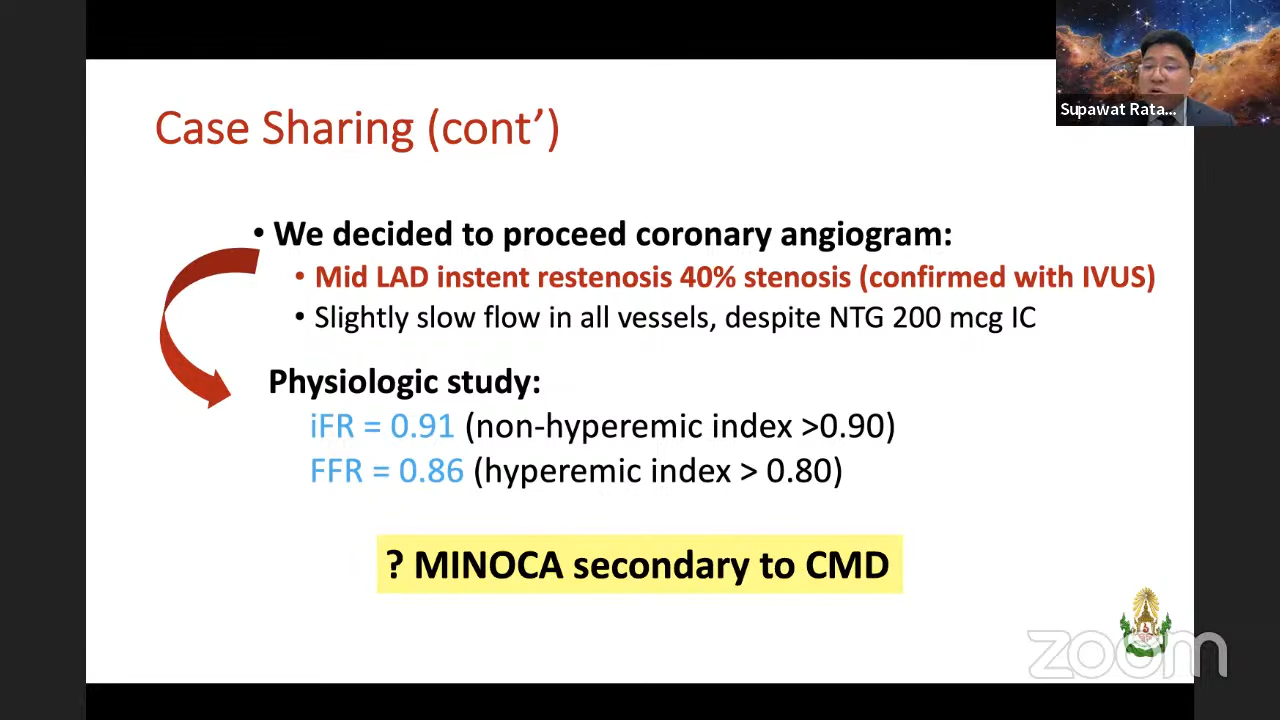 Supawat Rata...
Case Sharing (cont’)
• We decided to proceed coronary angiogram:
• Mid LAD instent restenosis 40% stenosis (confirmed with IVUS)
• Slightly slow flow in all vessels, despite NTG 200 mcg IC
Physiologic study:
iFR = 0.91 (non-hyperemic index >0.90)
FFR = 0.86 (hyperemic index > 0.80)
? MINOCA secondary to CMD
zoom